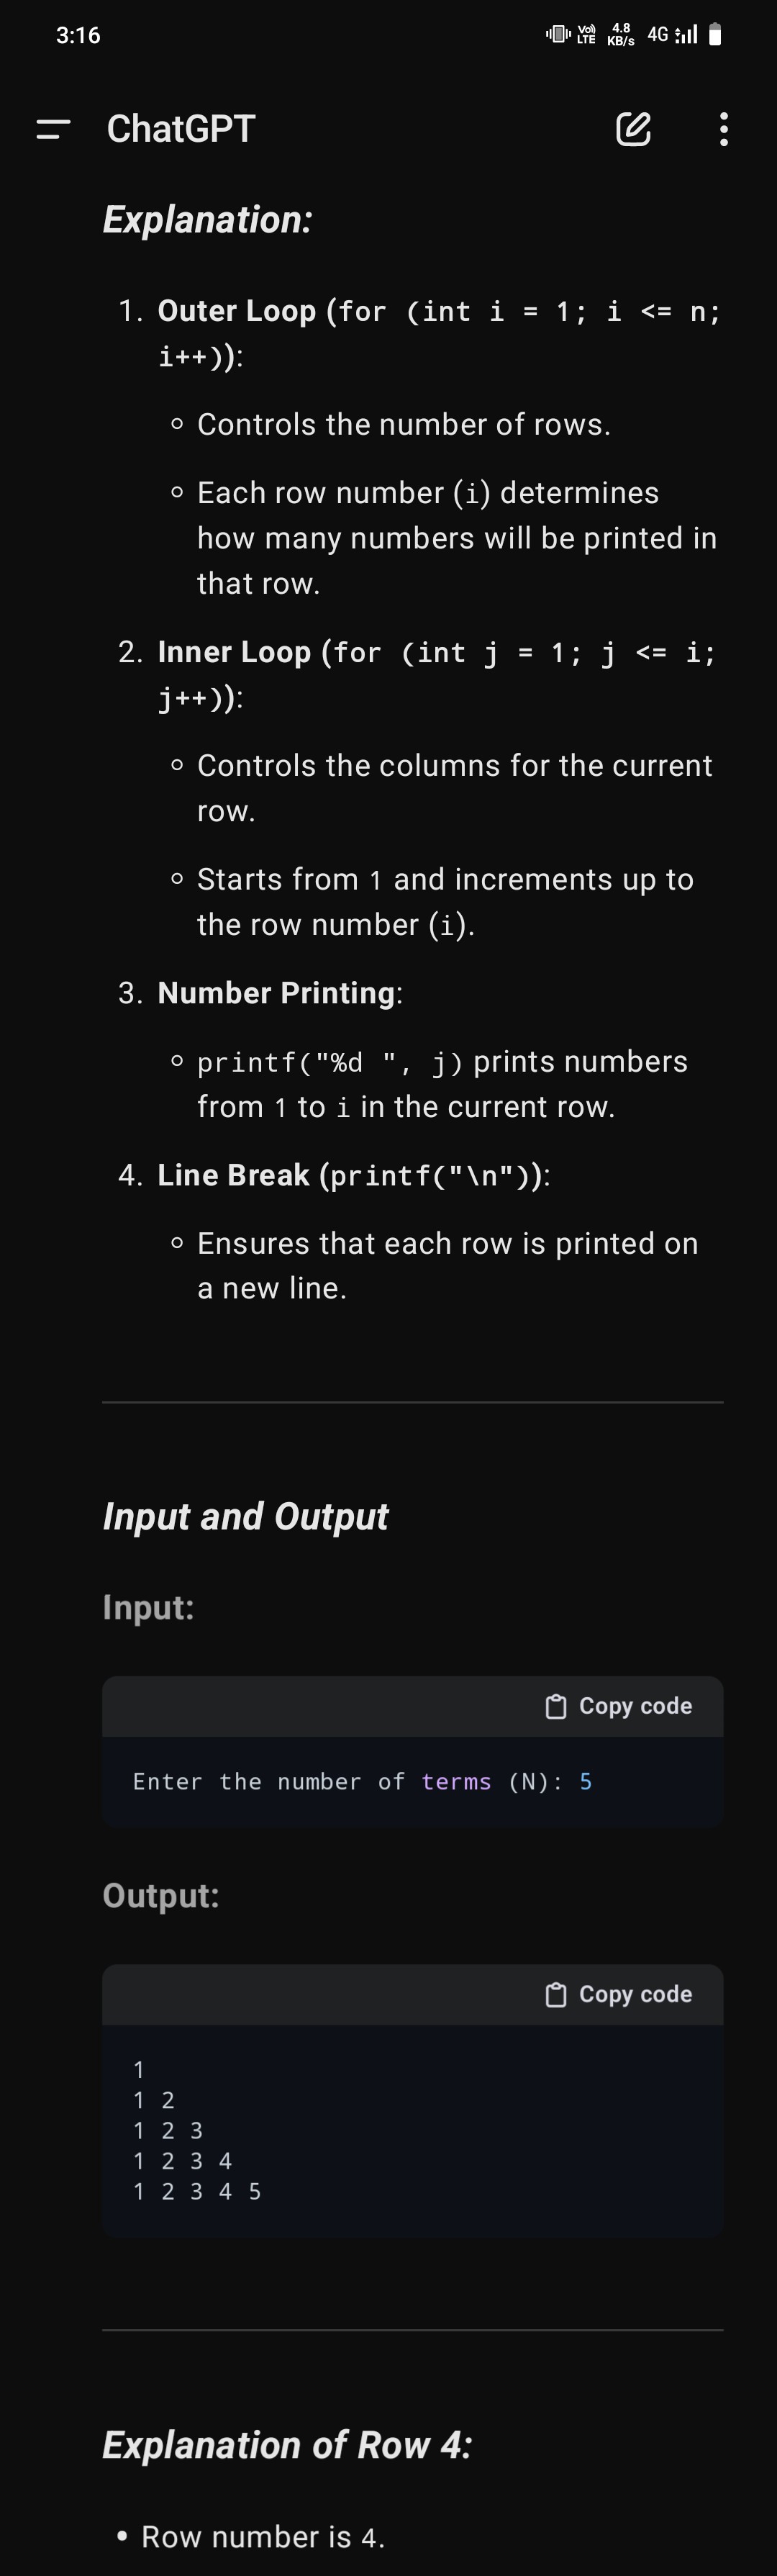 3:16
Vo) LTE
4.8 KB/s
4G
ChatGPT
Explanation:
1. Outer Loop (for (int i = 1; i <= n;
i++)):
Controls the number of rows.
Each row number (i) determines
how many numbers will be printed in
that row.
2. Inner Loop (for (int j = 1; j <= i;
j++)):
Controls the columns for the current
row.
Starts from 1 and increments up to
the row number (i).
3. Number Printing:
printf("%d ", j) prints numbers
from 1 to i in the current row.
4. Line Break (printf("\n")):
Ensures that each row is printed on
a new line.
Input and Output
Input:
Copy code
Enter the number of terms (N): 5
Output:
Copy code
1
1 2
1 2 3
1 2 3 4
1 2 3 4 5
Explanation of Row 4:
• Row number is 4.